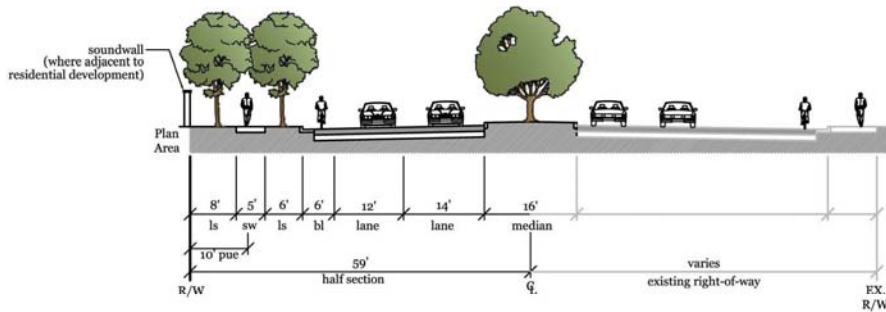 soundwall
(where adjacent to
residential development)
Plan
Area
8' 5' 6' 6' 12' 14' 16'
ls sw ls bl lane lane median
10' pue
59' varies
half section existing right-of-way
R/W ℄ EX.
R/W